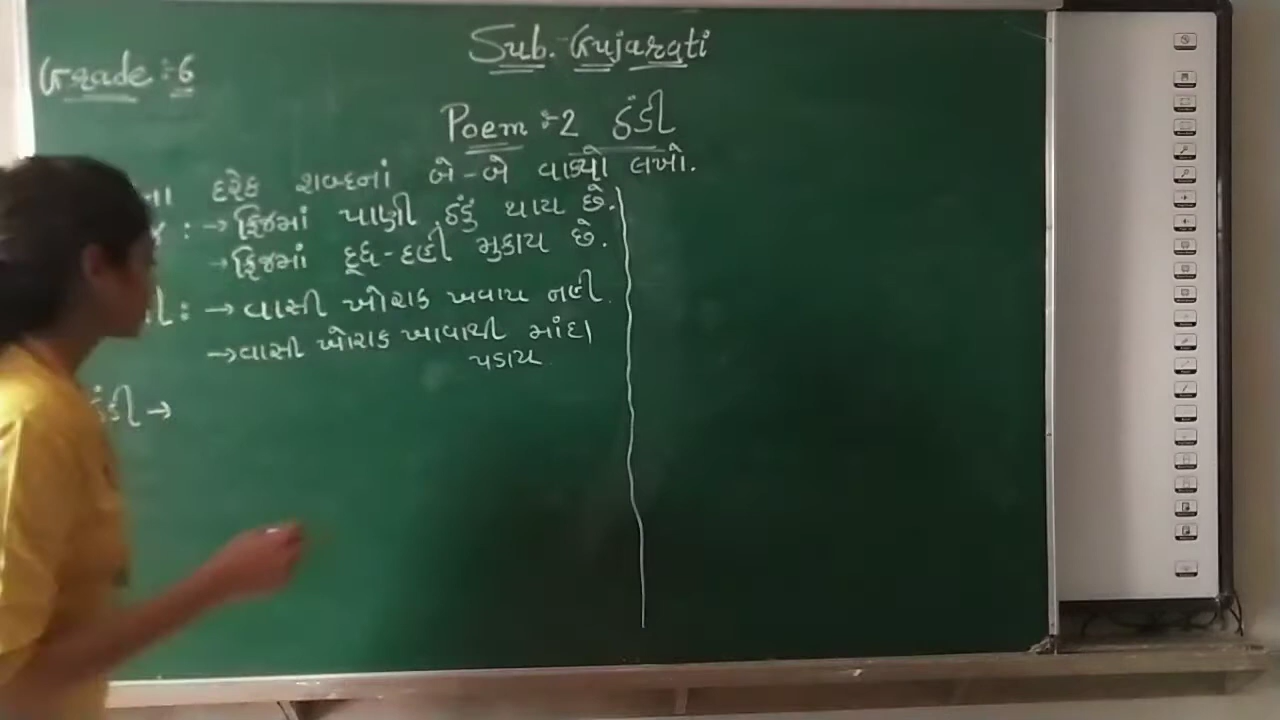 Sub. Gujarati
Grade :- 6
Poem :- 2 ઠંડી
દરેક શબ્દનાં બે-બે વાક્યો લખો.
: → ફ્રિજમાં પાણી ઠંડું થાય છે.
→ ફ્રિજમાં દૂધ-દહીં મુકાય છે.
: → વાસી ખોરાક ખવાય નહીં.
→ વાસી ખોરાક ખાવાથી માંદા
પડાય.
ઠંડી →